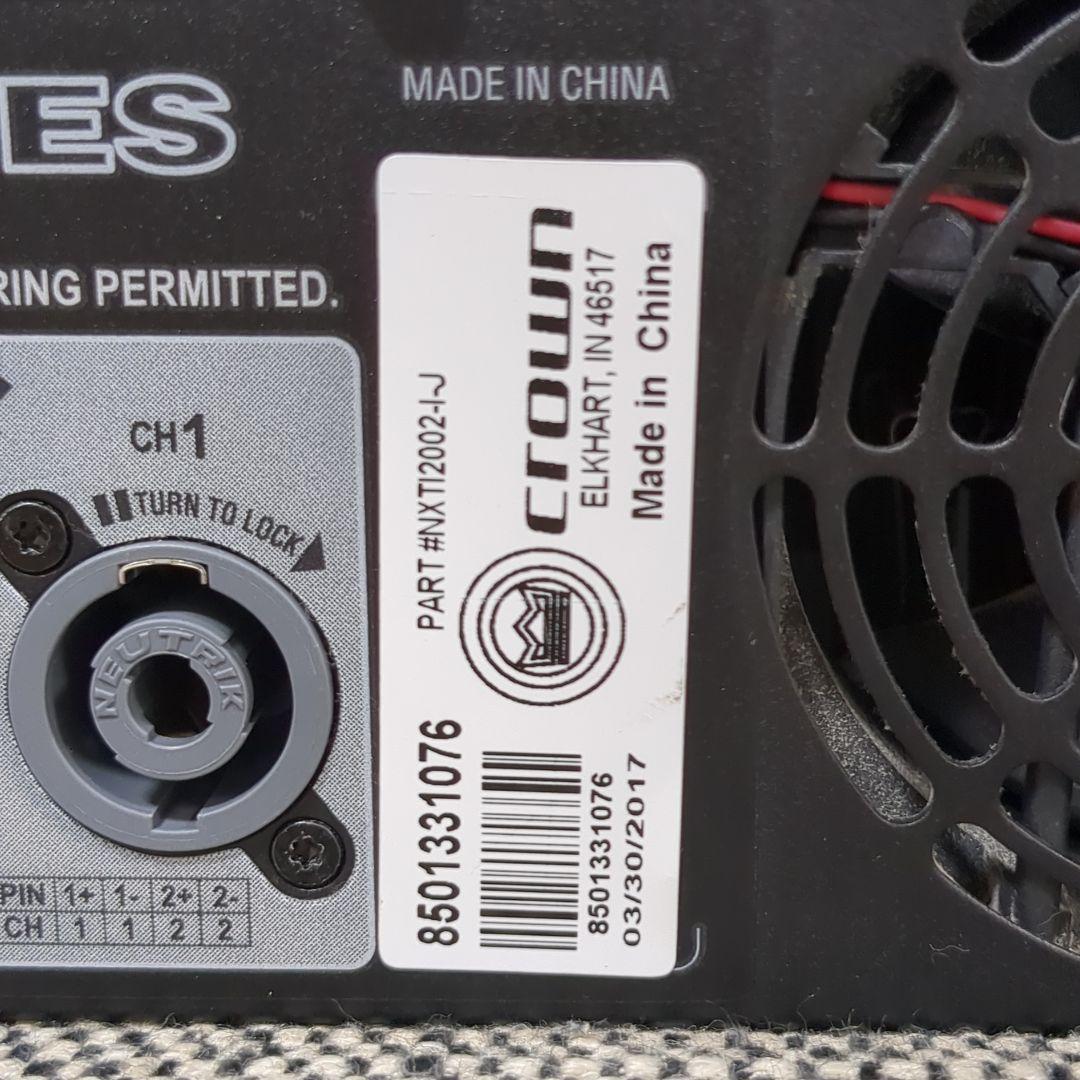 ES
MADE IN CHINA
RING PERMITTED.
CH1
TURN TO LOCK
NEUTRIK
PIN 1+ 1- 2+ 2-
CH 1 1 2 2
8501331076
PART #NXTI2002-I-J
crown
ELKHART, IN 46517
Made in China
8501331076
03/30/2017